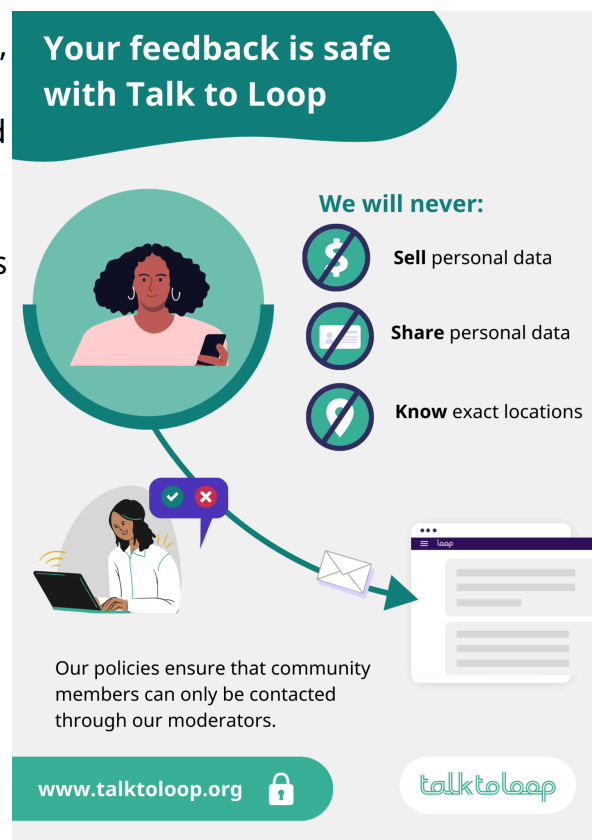 ,
d
s
Your feedback is safe
with Talk to Loop
We will never:
Sell personal data
Share personal data
Know exact locations
loop
Our policies ensure that community
members can only be contacted
through our moderators.
www.talktoloop.org
talktoloop